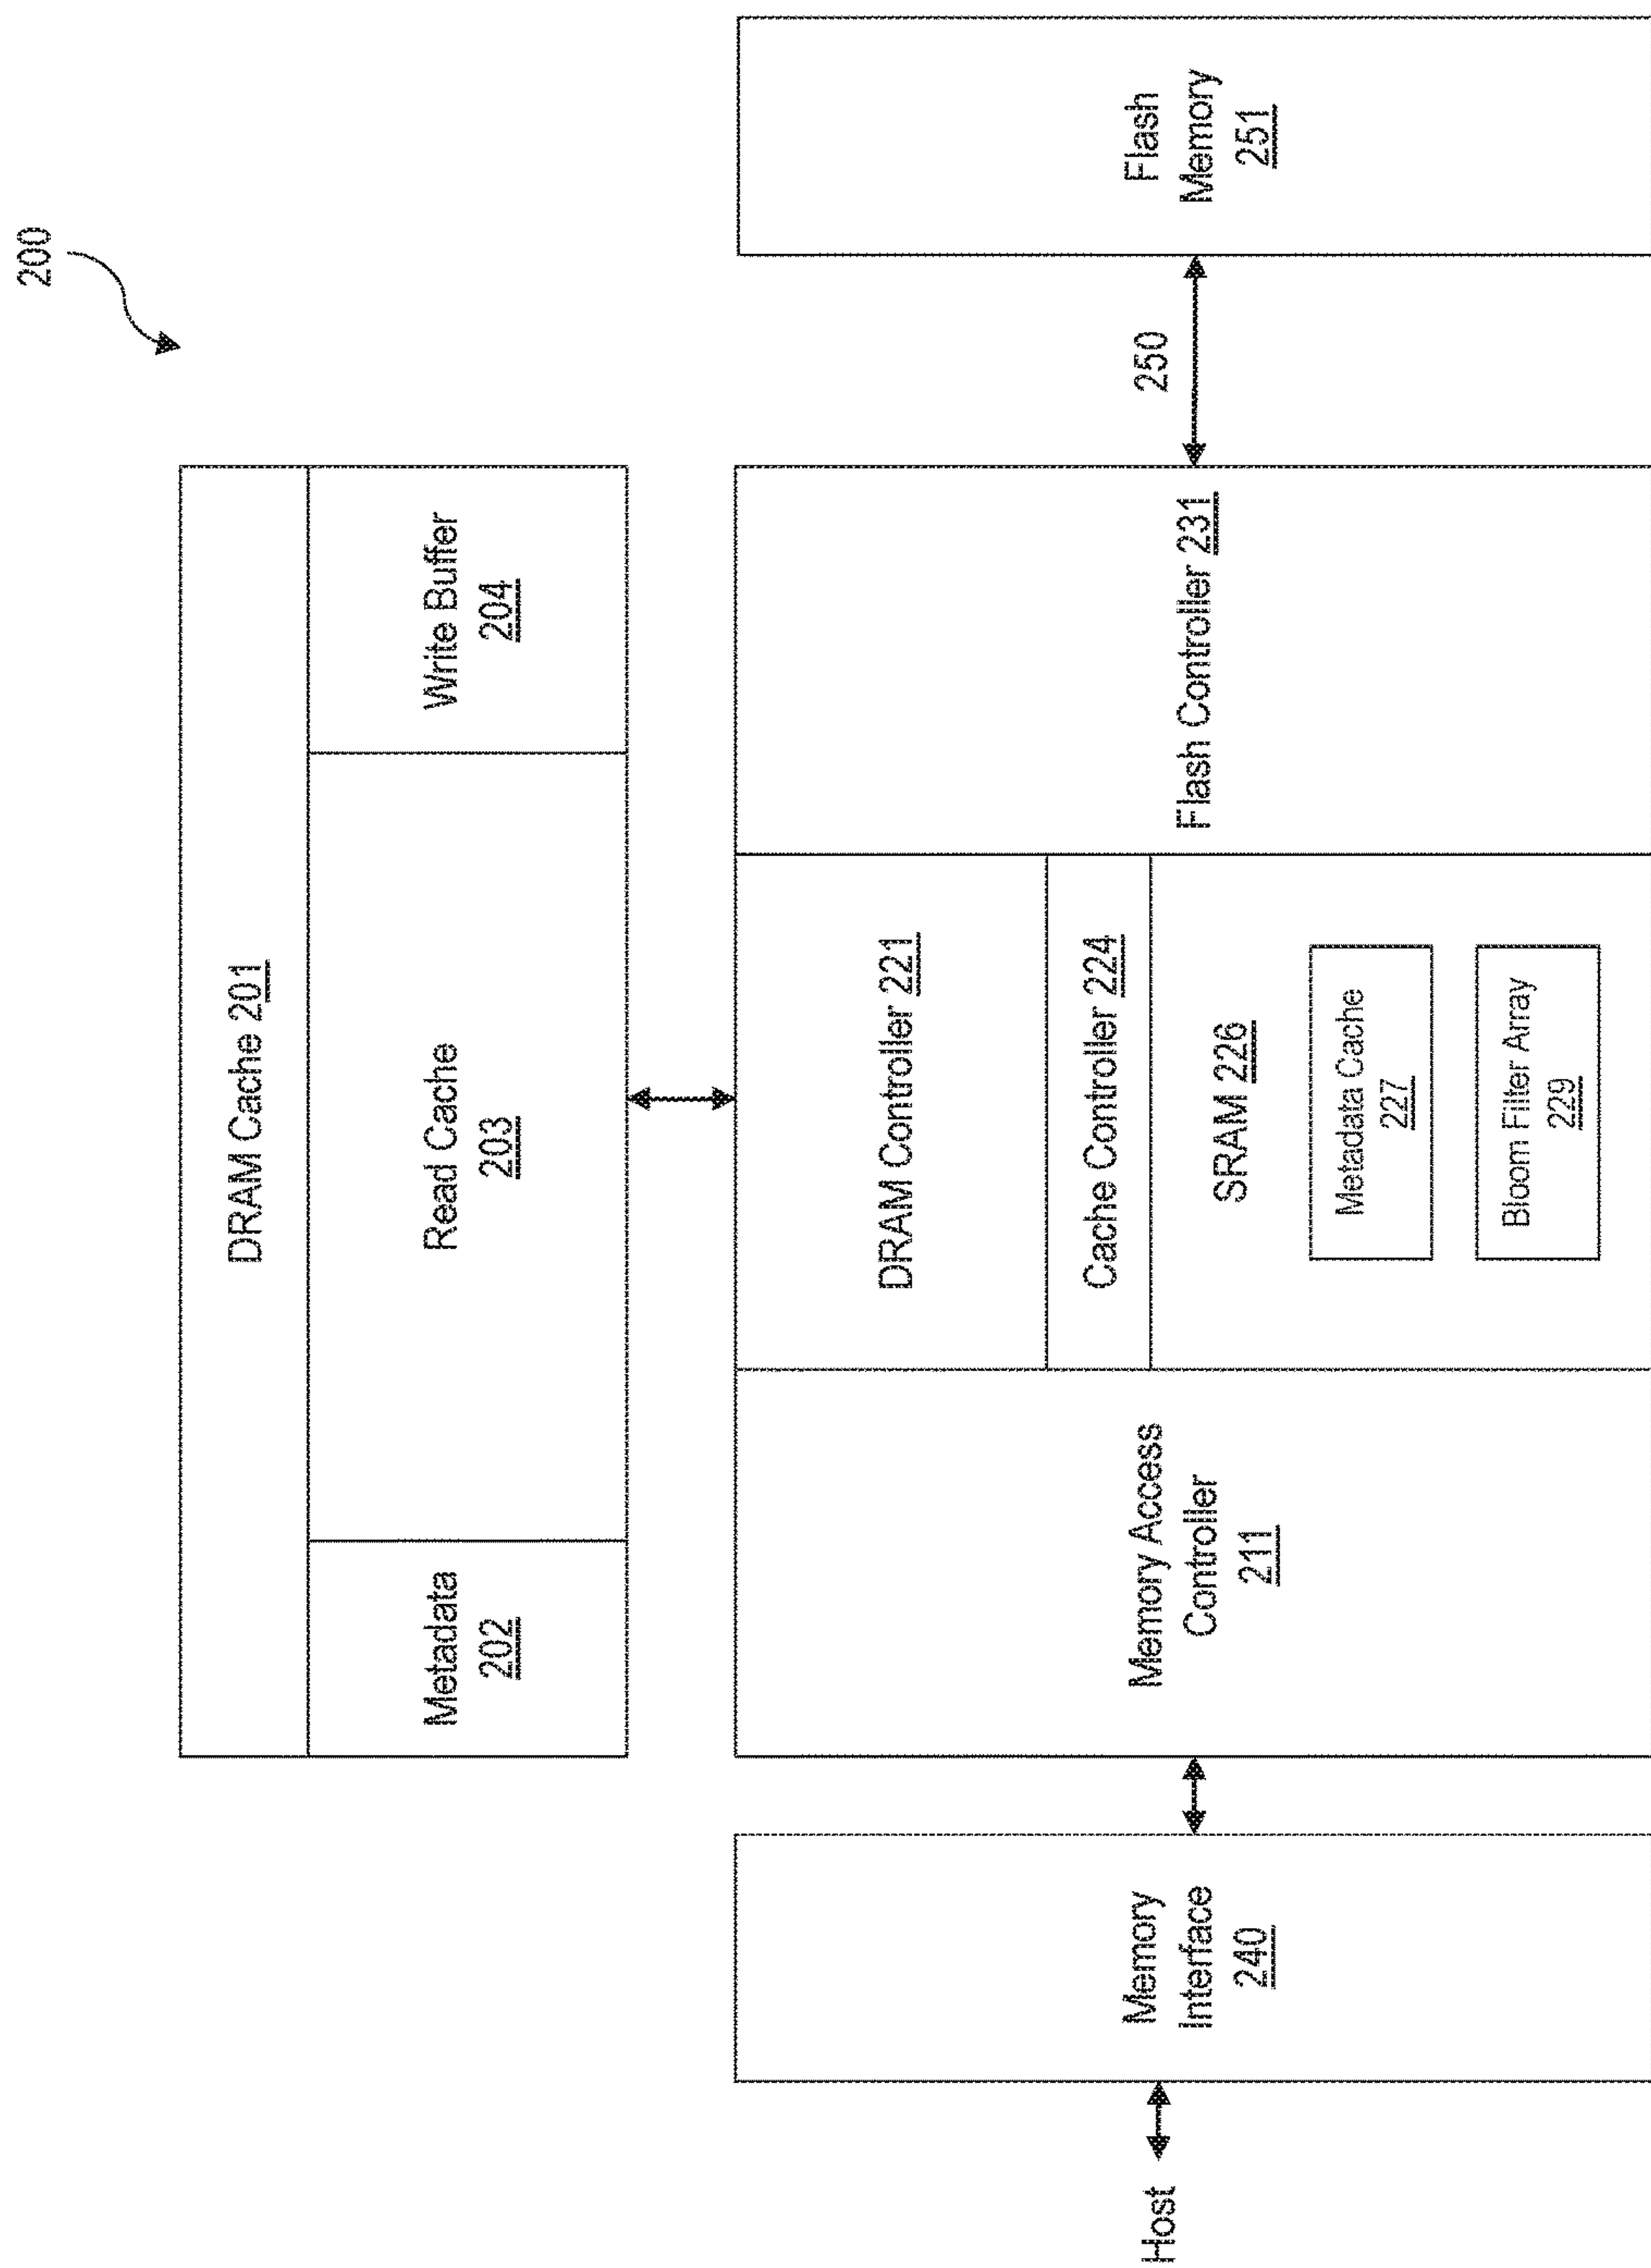 200
DRAM Cache 201
Metadata
202
Read Cache
203
Write Buffer
204
Host
Memory
Interface
240
Memory Access
Controller
211
DRAM Controller 221
Cache Controller 224
SRAM 226
Metadata Cache
227
Bloom Filter Array
229
Flash Controller 231
250
Flash
Memory
251